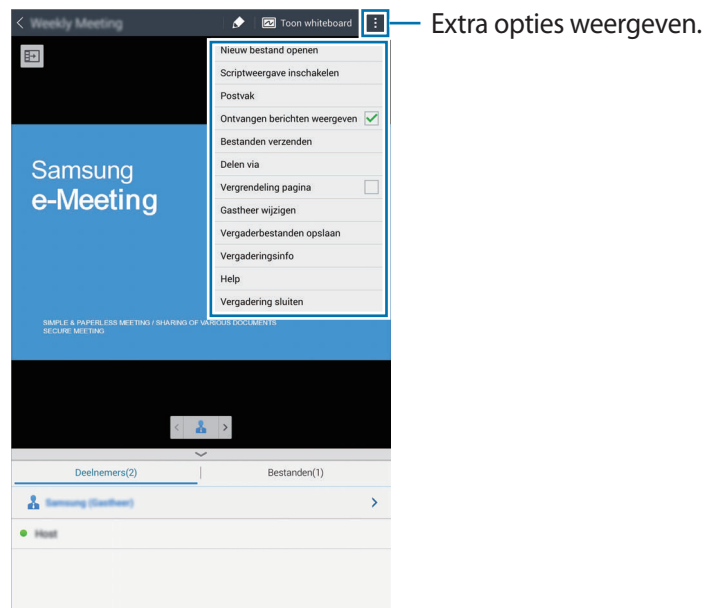 Weekly Meeting
Toon whiteboard
Extra opties weergeven.
Nieuw bestand openen
Scriptweergave inschakelen
Postvak
Ontvangen berichten weergeven
Bestanden verzenden
Delen via
Vergrendeling pagina
Gastheer wijzigen
Vergaderbestanden opslaan
Vergaderingsinfo
Help
Vergadering sluiten
Samsung
e-Meeting
SIMPLE & PAPERLESS MEETING / SHARING OF VARIOUS DOCUMENTS
SECURE MEETING
Deelnemers(2)
Bestanden(1)
Samsung (Gastheer)
Host